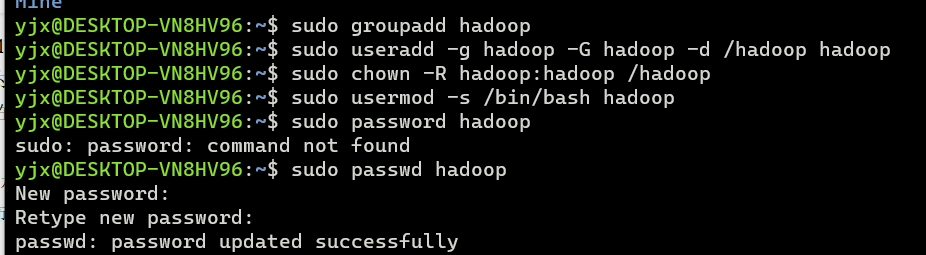 Mine
yjx@DESKTOP-VN8HV96:~$ sudo groupadd hadoop
yjx@DESKTOP-VN8HV96:~$ sudo useradd -g hadoop -G hadoop -d /hadoop hadoop
yjx@DESKTOP-VN8HV96:~$ sudo chown -R hadoop:hadoop /hadoop
yjx@DESKTOP-VN8HV96:~$ sudo usermod -s /bin/bash hadoop
yjx@DESKTOP-VN8HV96:~$ sudo password hadoop
sudo: password: command not found
yjx@DESKTOP-VN8HV96:~$ sudo passwd hadoop
New password:
Retype new password:
passwd: password updated successfully